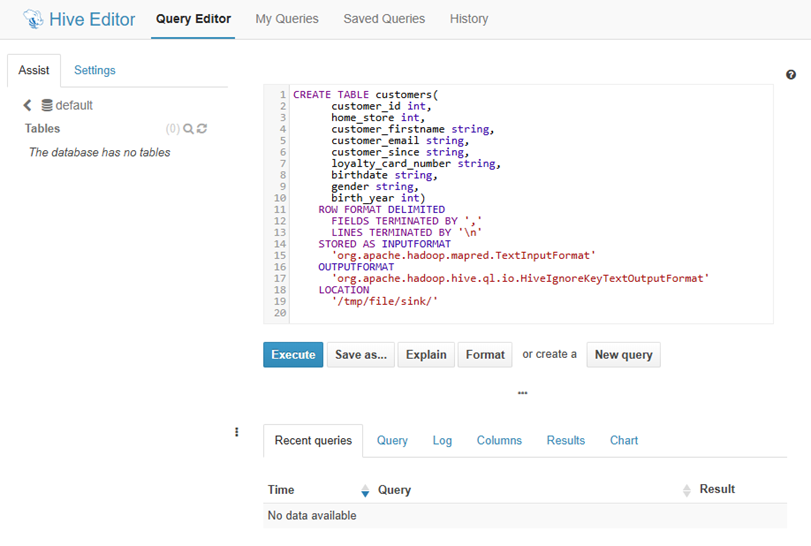 Hive Editor Query Editor My Queries Saved Queries History
Assist Settings
default
Tables (0)
The database has no tables
1 CREATE TABLE customers(
2 customer_id int,
3 home_store int,
4 customer_firstname string,
5 customer_email string,
6 customer_since string,
7 loyalty_card_number string,
8 birthdate string,
9 gender string,
10 birth_year int)
11 ROW FORMAT DELIMITED
12 FIELDS TERMINATED BY ','
13 LINES TERMINATED BY '\n'
14 STORED AS INPUTFORMAT
15 'org.apache.hadoop.mapred.TextInputFormat'
16 OUTPUTFORMAT
17 'org.apache.hadoop.hive.ql.io.HiveIgnoreKeyTextOutputFormat'
18 LOCATION
19 '/tmp/file/sink/'
20
Execute Save as... Explain Format or create a New query
Recent queries Query Log Columns Results Chart
Time Query Result
No data available